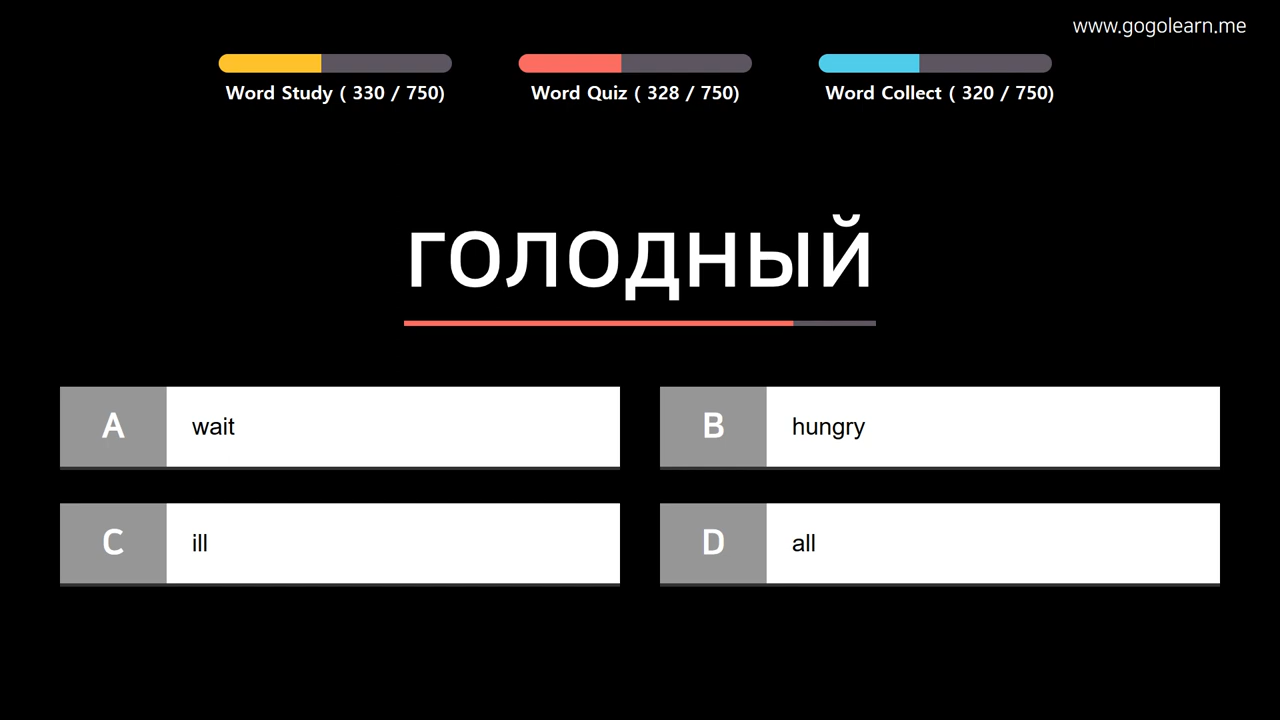 www.gogolearn.me
Word Study ( 330 / 750)
Word Quiz ( 328 / 750)
Word Collect ( 320 / 750)
голодный
A wait
B hungry
C ill
D all